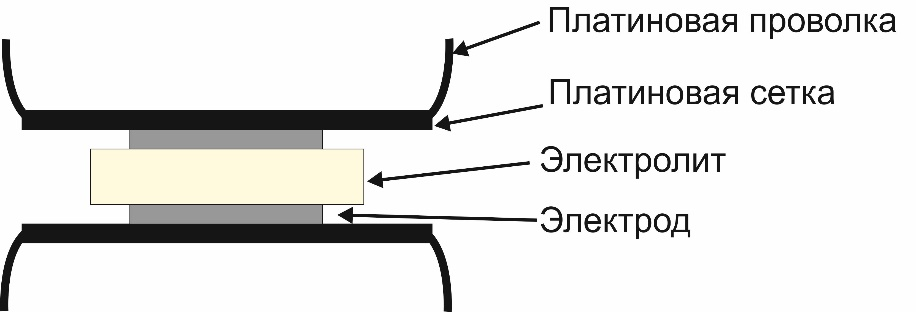 Платиновая проволка
Платиновая сетка
Электролит
Электрод